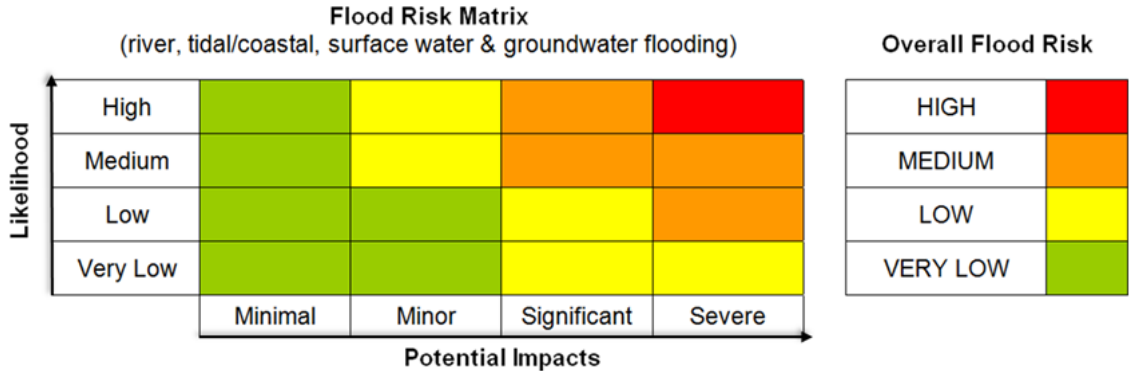 Flood Risk Matrix
(river, tidal/coastal, surface water & groundwater flooding)
Overall Flood Risk
Likelihood
High
Medium
Low
Very Low
Minimal Minor Significant Severe
Potential Impacts
HIGH
MEDIUM
LOW
VERY LOW